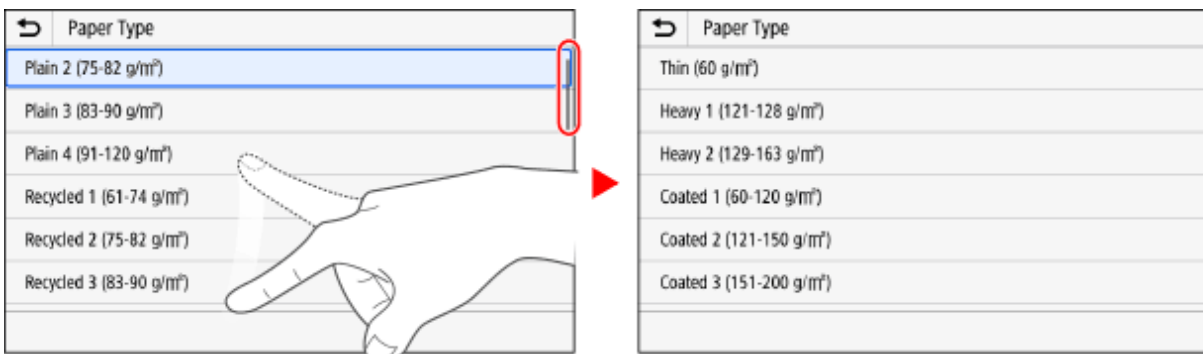 Paper Type
Plain 2 (75-82 g/m²)
Plain 3 (83-90 g/m²)
Plain 4 (91-120 g/m²)
Recycled 1 (61-74 g/m²)
Recycled 2 (75-82 g/m²)
Recycled 3 (83-90 g/m²)
Paper Type
Thin (60 g/m²)
Heavy 1 (121-128 g/m²)
Heavy 2 (129-163 g/m²)
Coated 1 (60-120 g/m²)
Coated 2 (121-150 g/m²)
Coated 3 (151-200 g/m²)